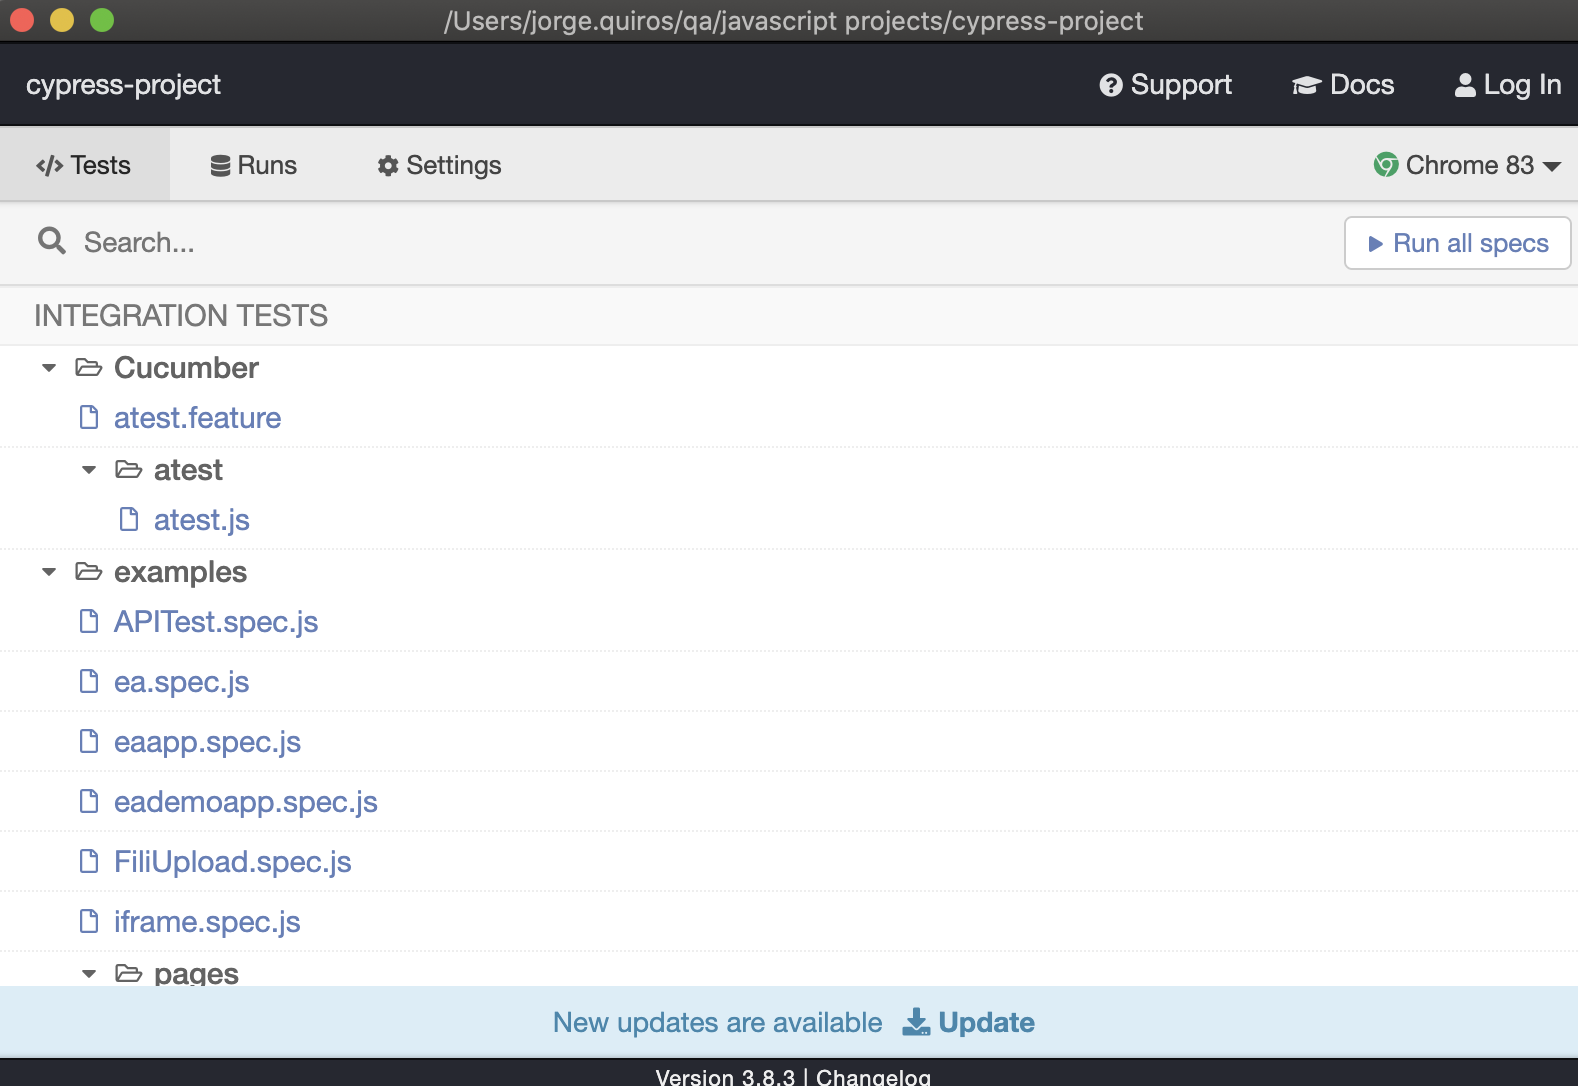 /Users/jorge.quiros/qa/javascript projects/cypress-project
cypress-project Support Docs Log In
Tests Runs Settings Chrome 83
Search... Run all specs
INTEGRATION TESTS
Cucumber
atest.feature
atest
atest.js
examples
APITest.spec.js
ea.spec.js
eaapp.spec.js
eademoapp.spec.js
FiliUpload.spec.js
iframe.spec.js
pages
New updates are available Update
Version 3.8.3 | Changelog